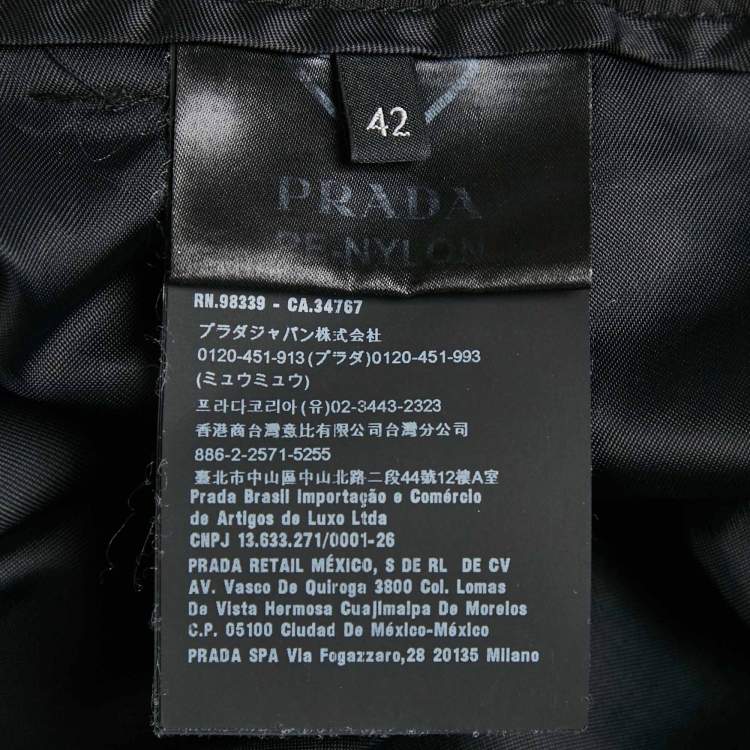 42
PRADA
RE-NYLON
RN.98339 - CA.34767
プラダジャパン株式会社
0120-451-913(プラダ)0120-451-993
(ミュウミュウ)
프라다코리아(유)02-3443-2323
香港商台灣意比有限公司台灣分公司
886-2-2571-5255
臺北市中山區中山北路二段44號12樓A室
Prada Brasil Importação e Comércio
de Artigos de Luxo Ltda
CNPJ 13.633.271/0001-26
PRADA RETAIL MÉXICO, S DE RL DE CV
AV. Vasco De Quiroga 3800 Col. Lomas
De Vista Hermosa Cuajimalpa De Morelos
C.P. 05100 Ciudad De México-México
PRADA SPA Via Fogazzaro,28 20135 Milano